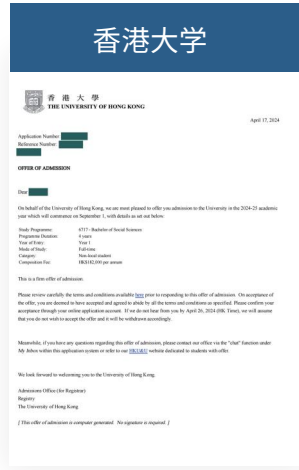 香港大学
香港大學
THE UNIVERSITY OF HONG KONG
April 17, 2024
Application Number:
Reference Number:
OFFER OF ADMISSION
Dear
On behalf of the University of Hong Kong, we are most pleased to offer you admission to the University in the 2024-25 academic
year which will commence on September 1, with details as set out below:
Study Programme: 6717 - Bachelor of Social Sciences
Programme Duration: 4 years
Year of Entry: Year 1
Mode of Study: Full-time
Category: Non-local student
Composition Fee: HK$182,000 per annum
This is a firm offer of admission.
Please review carefully the terms and conditions available here prior to responding to this offer of admission. On acceptance of
the offer, you are deemed to have accepted and agreed to abide by all the terms and conditions as specified. Please confirm your
acceptance through your online application account. If we do not hear from you by April 26, 2024 (HK Time), we will assume
that you do not wish to accept the offer and it will be withdrawn accordingly.
Meanwhile, if you have any questions regarding this offer of admission, please contact our office via the "chat" function under
My Inbox within this application system or refer to our website dedicated to students with offer.
We look forward to welcoming you to the University of Hong Kong.
Admissions Office (for Registrar)
Registry
The University of Hong Kong
[ This offer of admission is computer generated. No signature is required. ]